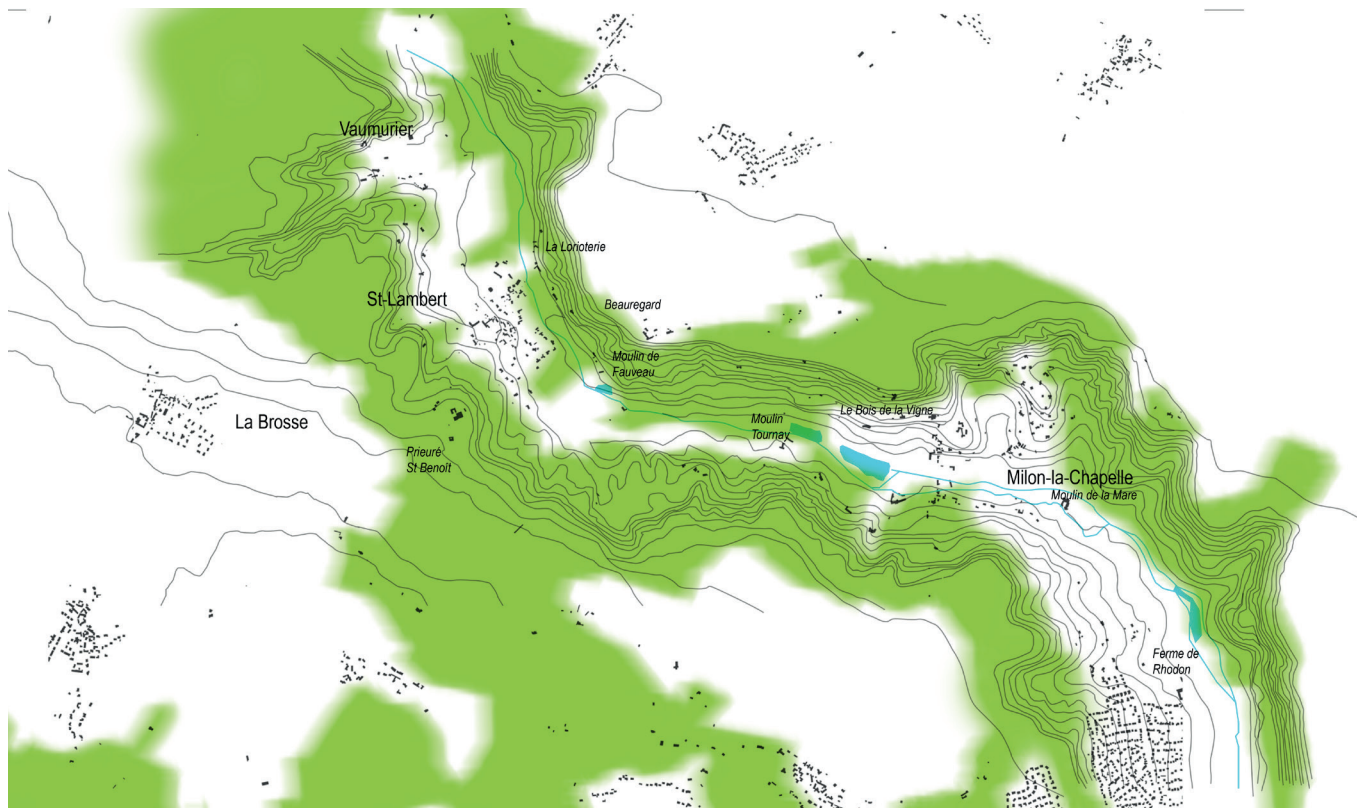 Vaumurier
La Lorioterie
St-Lambert
Beauregard
Moulin de
Fauveau
La Brosse
Le Bois de la Vigne
Moulin
Tournay
Prieuré
St Benoît
Milon-la-Chapelle
Moulin de la Mare
Ferme de
Rhodon